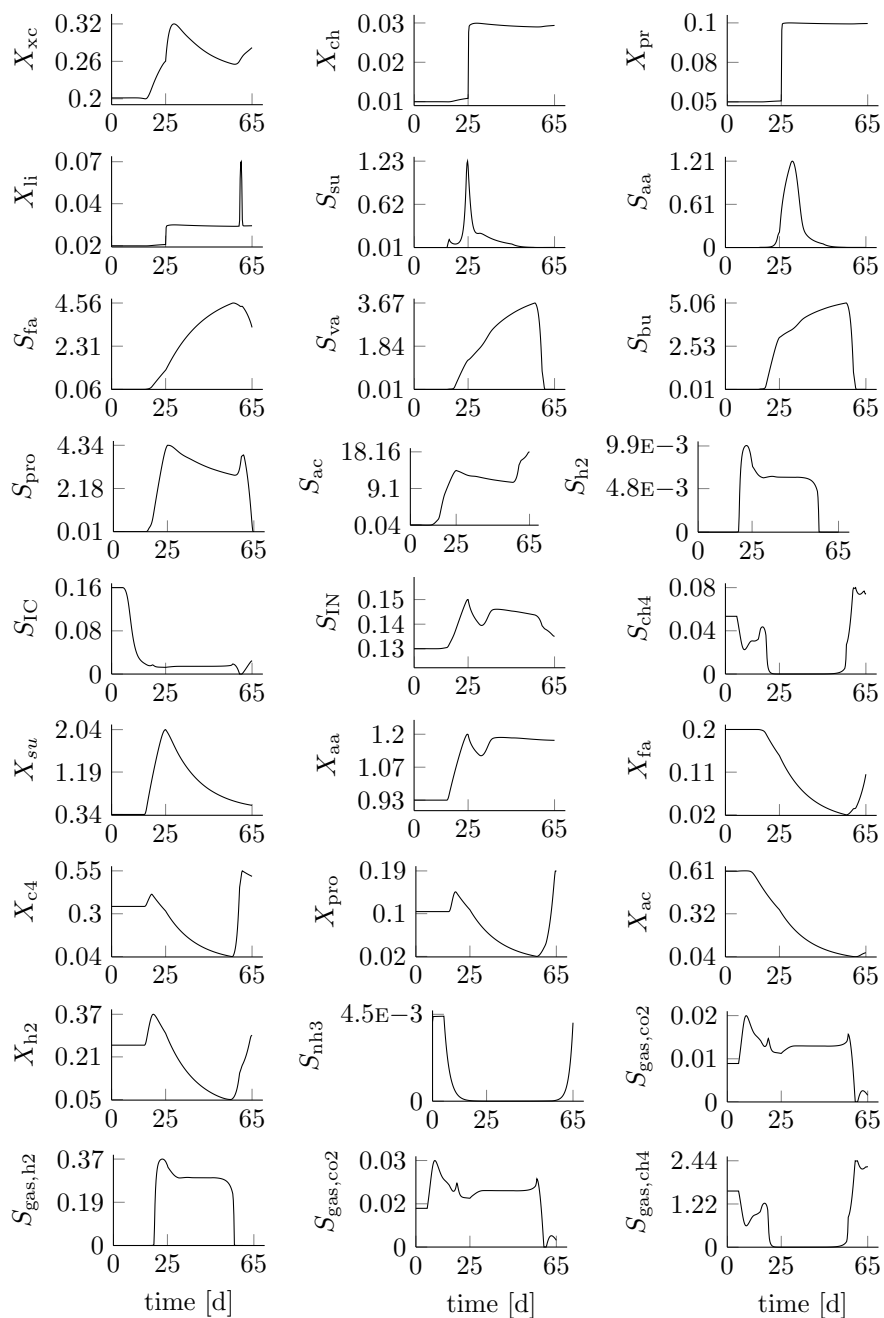 X_xc 0.32 0.26 0.2 0 25 65
X_ch 0.03 0.02 0.01 0 25 65
X_pr 0.1 0.08 0.05 0 25 65
X_li 0.07 0.04 0.02 0 25 65
S_su 1.23 0.62 0.01 0 25 65
S_aa 1.21 0.61 0 0 25 65
S_fa 4.56 2.31 0.06 0 25 65
S_va 3.67 1.84 0.01 0 25 65
S_bu 5.06 2.53 0.01 0 25 65
S_pro 4.34 2.18 0.01 0 25 65
S_ac 18.16 9.1 0.04 0 25 65
S_h2 9.9E−3 4.8E−3 0 0 25 65
S_IC 0.16 0.08 0 0 25 65
S_IN 0.15 0.14 0.13 0 25 65
S_ch4 0.08 0.04 0 0 25 65
X_su 2.04 1.19 0.34 0 25 65
X_aa 1.2 1.07 0.93 0 25 65
X_fa 0.2 0.11 0.02 0 25 65
X_c4 0.55 0.3 0.04 0 25 65
X_pro 0.19 0.1 0.02 0 25 65
X_ac 0.61 0.32 0.04 0 25 65
X_h2 0.37 0.21 0.05 0 25 65
S_nh3 4.5E−3 0 0 25 65
S_gas,co2 0.02 0.01 0 0 25 65
S_gas,h2 0.37 0.19 0 0 25 65
time [d]
S_gas,co2 0.03 0.02 0 0 25 65
time [d]
S_gas,ch4 2.44 1.22 0 0 25 65
time [d]